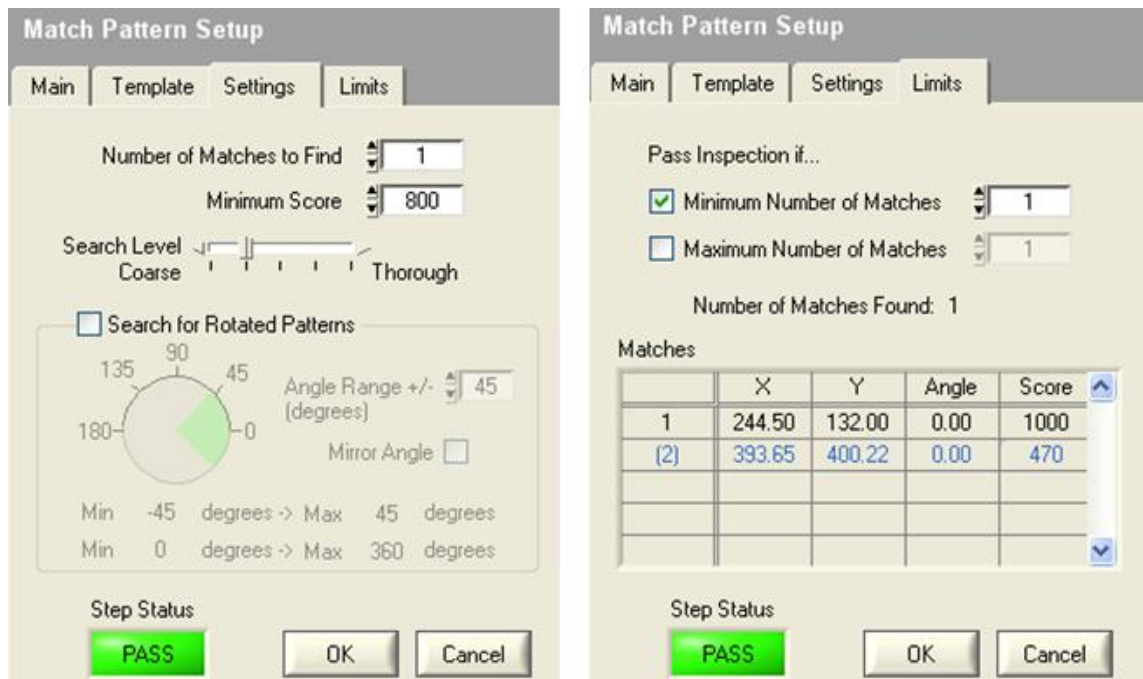 Match Pattern Setup
Main Template Settings Limits
Number of Matches to Find 1
Minimum Score 800
Search Level
Coarse Thorough
Search for Rotated Patterns
90
135 45
180 0
Angle Range +/- 45
(degrees)
Mirror Angle
Min -45 degrees -> Max 45 degrees
Min 0 degrees -> Max 360 degrees
Step Status
PASS OK Cancel
Match Pattern Setup
Main Template Settings Limits
Pass Inspection if...
Minimum Number of Matches 1
Maximum Number of Matches 1
Number of Matches Found: 1
Matches
X Y Angle Score
1 244.50 132.00 0.00 1000
(2) 393.65 400.22 0.00 470
Step Status
PASS OK Cancel